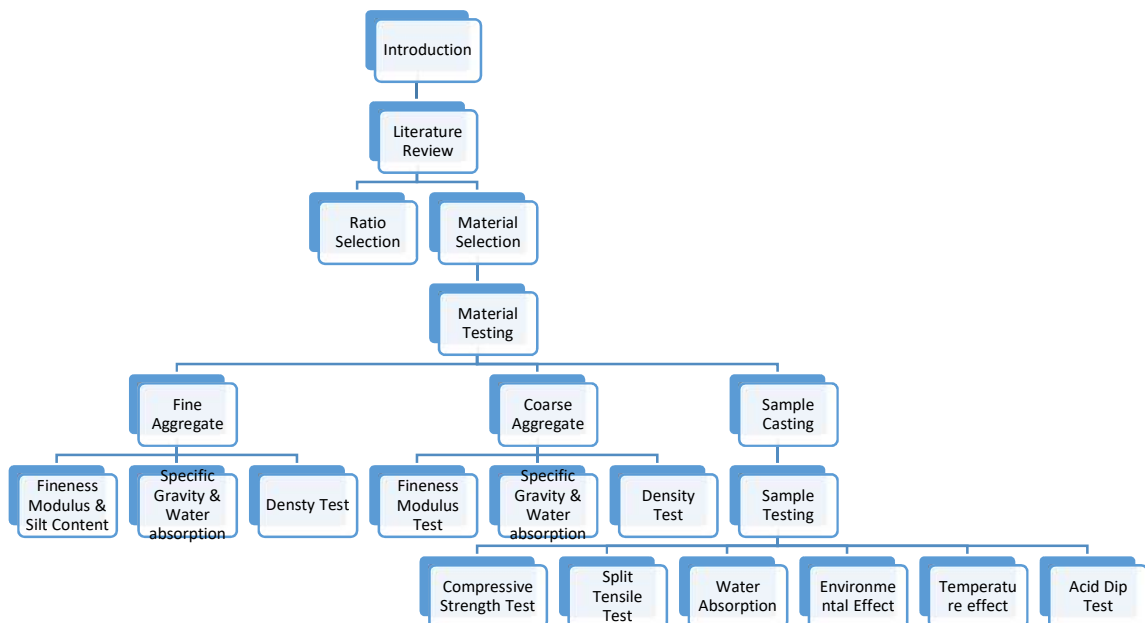 Introduction
Literature
Review
Ratio
Selection
Material
Selection
Material
Testing
Fine
Aggregate
Coarse
Aggregate
Sample
Casting
Fineness
Modulus &
Silt Content
Specific
Gravity &
Water
absorption
Densty Test
Fineness
Modulus
Test
Specific
Gravity &
Water
absorption
Density
Test
Sample
Testing
Compressive
Strength Test
Split
Tensile
Test
Water
Absorption
Environme
ntal Effect
Temperatu
re effect
Acid Dip
Test